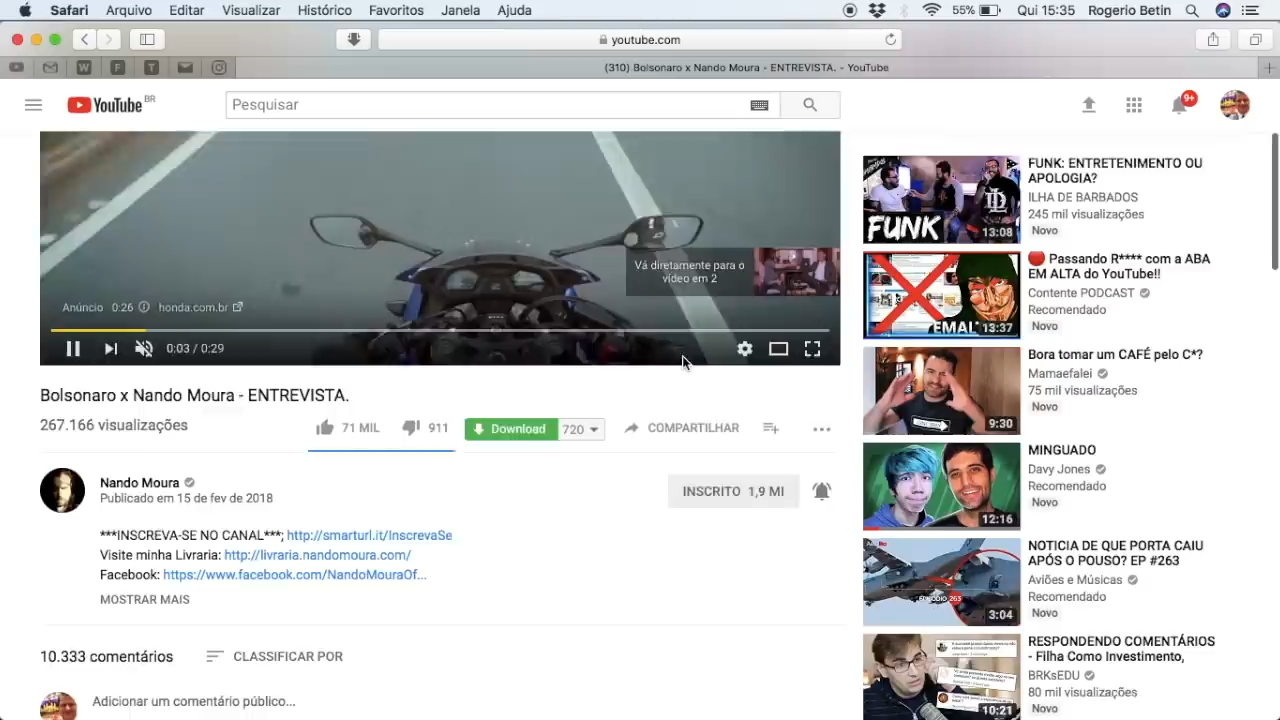 Safari Arquivo Editar Visualizar Histórico Favoritos Janela Ajuda 55% Qui 15:35 Rogerio Betin
youtube.com
W F T (310) Bolsonaro x Nando Moura - ENTREVISTA. - YouTube
YouTube BR Pesquisar 9+
Vá diretamente para o
vídeo em 2
Anúncio 0:26 honda.com.br
0:03 / 0:29
Bolsonaro x Nando Moura - ENTREVISTA.
267.166 visualizações
71 MIL 911 Download 720 COMPARTILHAR
Nando Moura
Publicado em 15 de fev de 2018
INSCRITO 1,9 MI
***INSCREVA-SE NO CANAL***; http://smarturl.it/InscrevaSe
Visite minha Livraria: http://livraria.nandomoura.com/
Facebook: https://www.facebook.com/NandoMouraOf...
MOSTRAR MAIS
10.333 comentários
POR
Adicionar um comentário
FUNK
13:08
FUNK: ENTRETENIMENTO OU
APOLOGIA?
ILHA DE BARBADOS
245 mil visualizações
Novo
EMAL
13:37
Passando R**** com a ABA
EM ALTA do YouTube!!
Contente PODCAST
Recomendado
Novo
9:30
Bora tomar um CAFÉ pelo C*?
Mamaefalei
75 mil visualizações
Novo
12:16
MINGUADO
Davy Jones
Recomendado
Novo
EPISÓDIO 263
3:04
NOTICIA DE QUE PORTA CAIU
APÓS O POUSO? EP #263
Aviões e Músicas
Recomendado
Novo
10:21
RESPONDENDO COMENTÁRIOS
- Filha Como Investimento,
BRKsEDU
80 mil visualizações
Novo